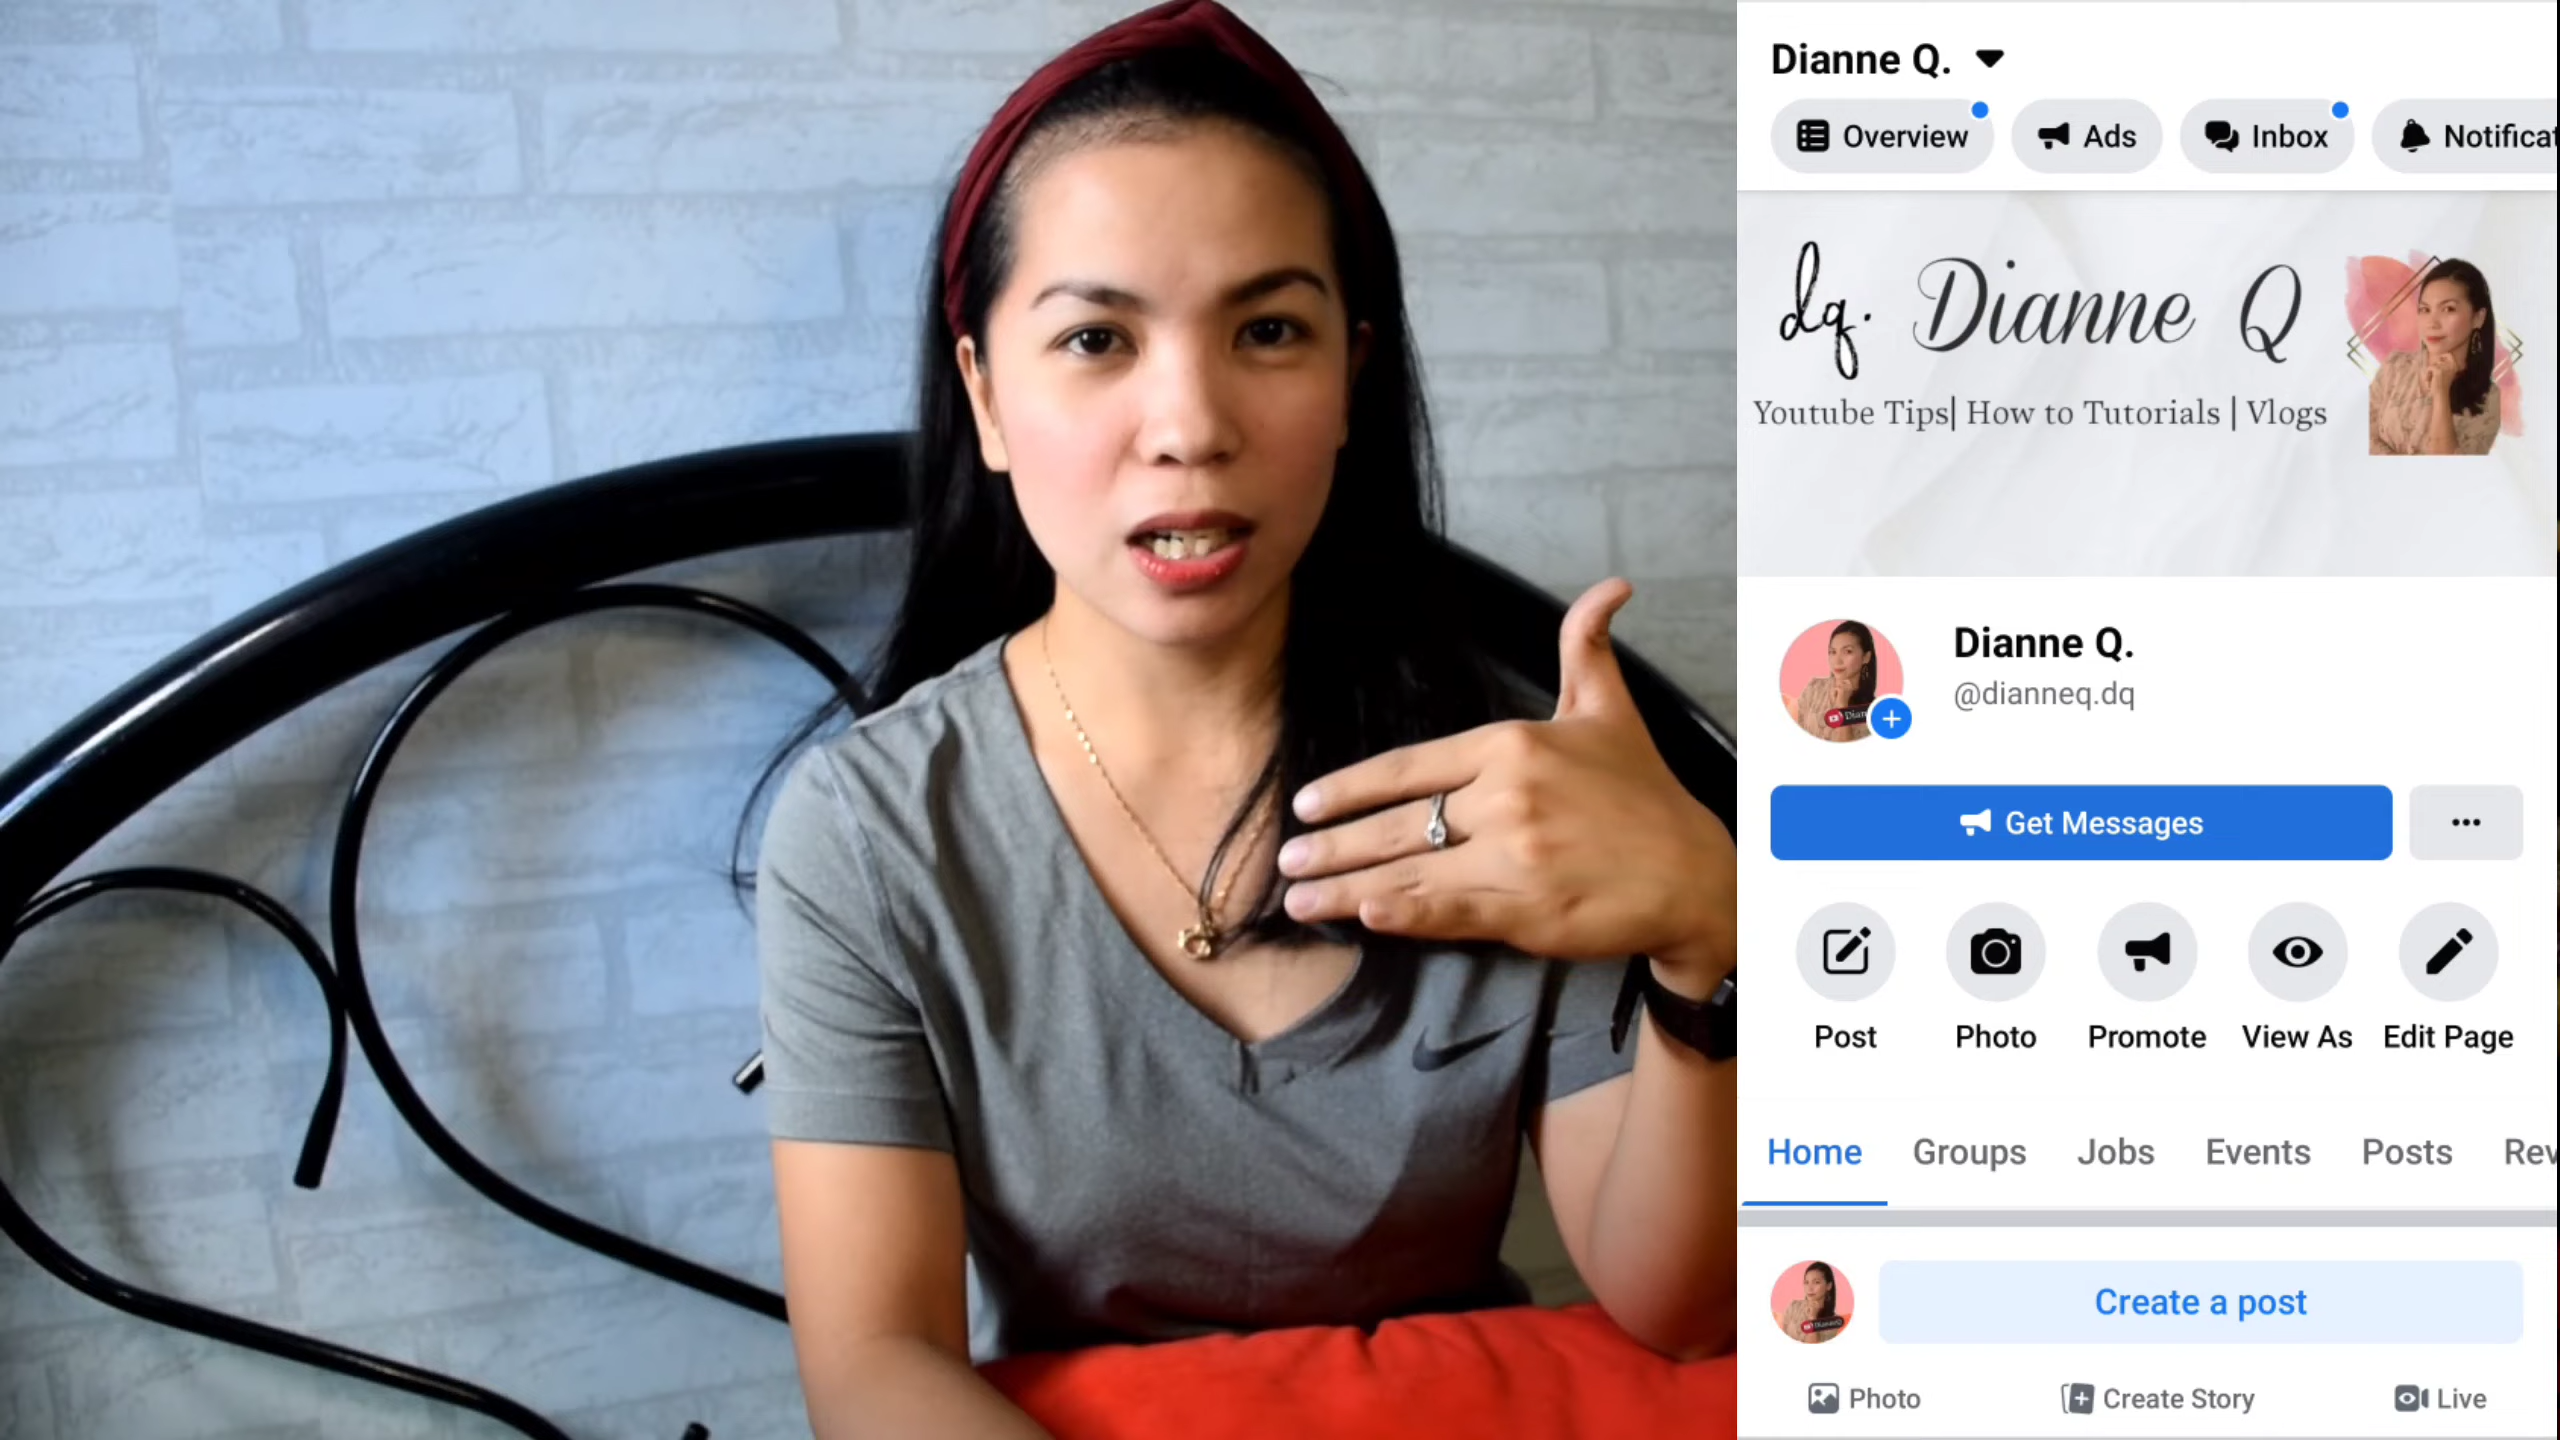 Dianne Q.
Overview
Ads
Inbox
Notificat
dq. Dianne Q
Youtube Tips| How to Tutorials | Vlogs
Dianne Q.
@dianneq.dq
Get Messages
Post
Photo
Promote
View As
Edit Page
Home
Groups
Jobs
Events
Posts
Rev
Create a post
Photo
Create Story
Live